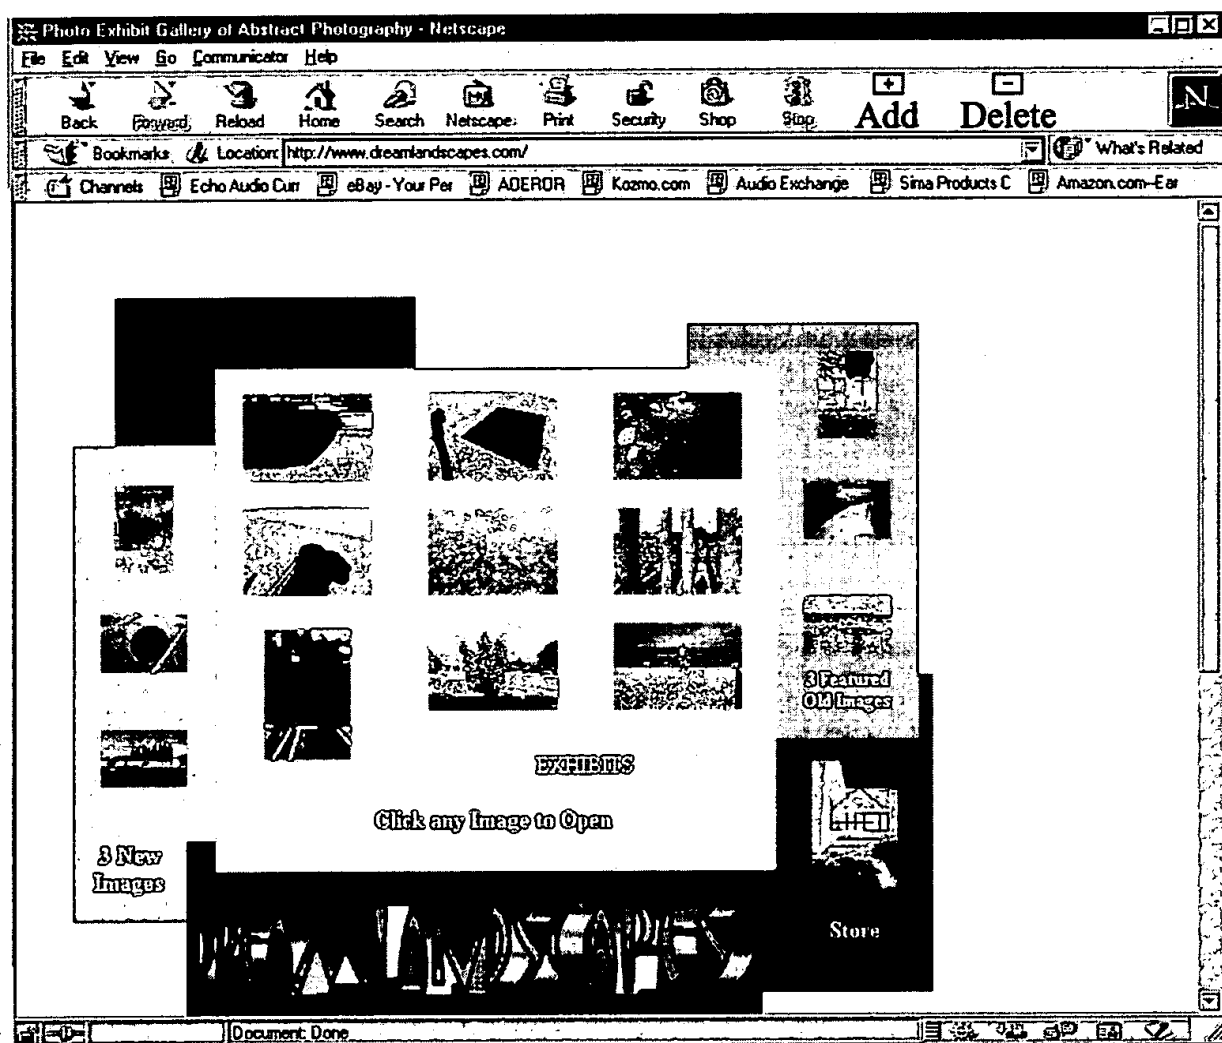 Photo Exhibit Gallery of Abstract Photography - Netscape
File Edit View Go Communicator Help
Back Forward Reload Home Search Netscape Print Security Shop Stop Add Delete
Bookmarks Location: http://www.dreamlandscapes.com/ What's Related
Channels Echo Audio Curr eBay - Your Per Kozmo.com Audio Exchange Sima Products C Amazon.com--Ear
3 Featured
Old Images
EXHIBITS
Click any Image to Open
3 New
Images
Store
Document: Done